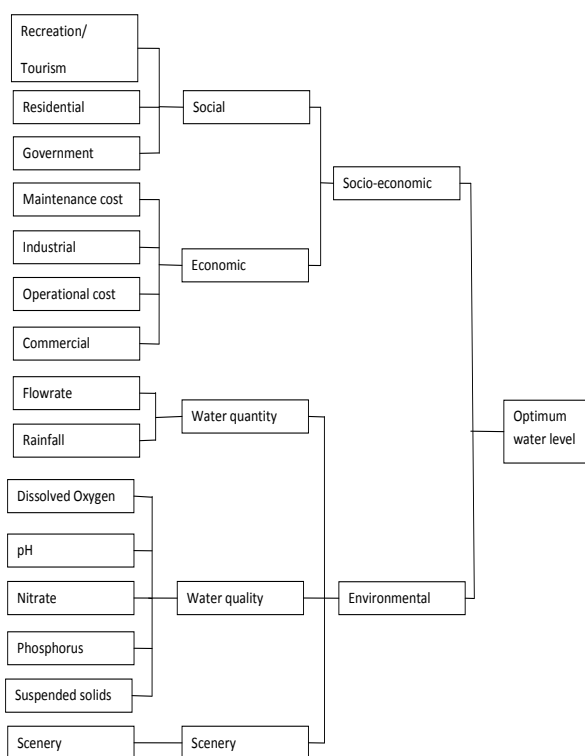 Recreation/
Tourism
Residential
Social
Government
Socio-economic
Maintenance cost
Industrial
Economic
Operational cost
Commercial
Flowrate
Water quantity
Rainfall
Optimum
water level
Dissolved Oxygen
pH
Nitrate
Water quality
Environmental
Phosphorus
Suspended solids
Scenery
Scenery